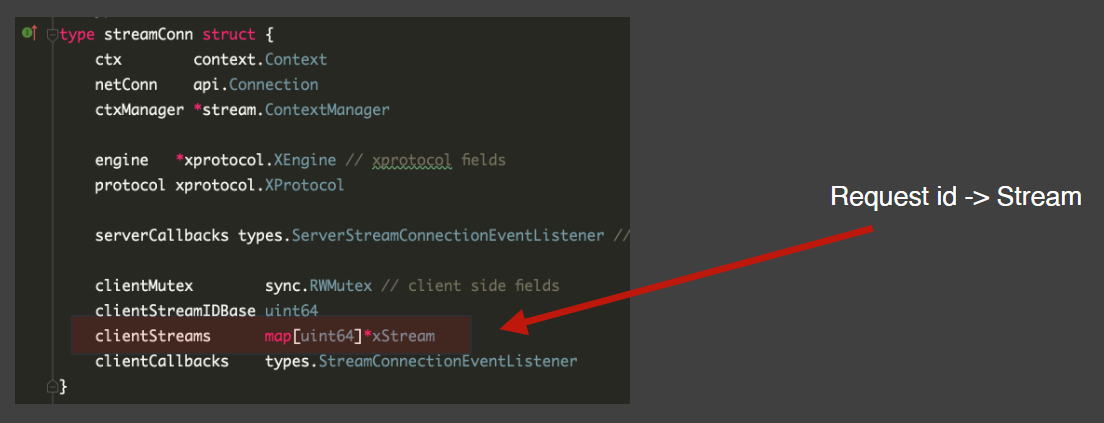 type streamConn struct {
ctx context.Context
netConn api.Connection
ctxManager *stream.ContextManager
engine *xprotocol.XEngine // xprotocol fields
protocol xprotocol.XProtocol
serverCallbacks types.ServerStreamConnectionEventListener //
clientMutex sync.RWMutex // client side fields
clientStreamIDBase uint64
clientStreams map[uint64]*xStream
clientCallbacks types.StreamConnectionEventListener
}
Request id -> Stream